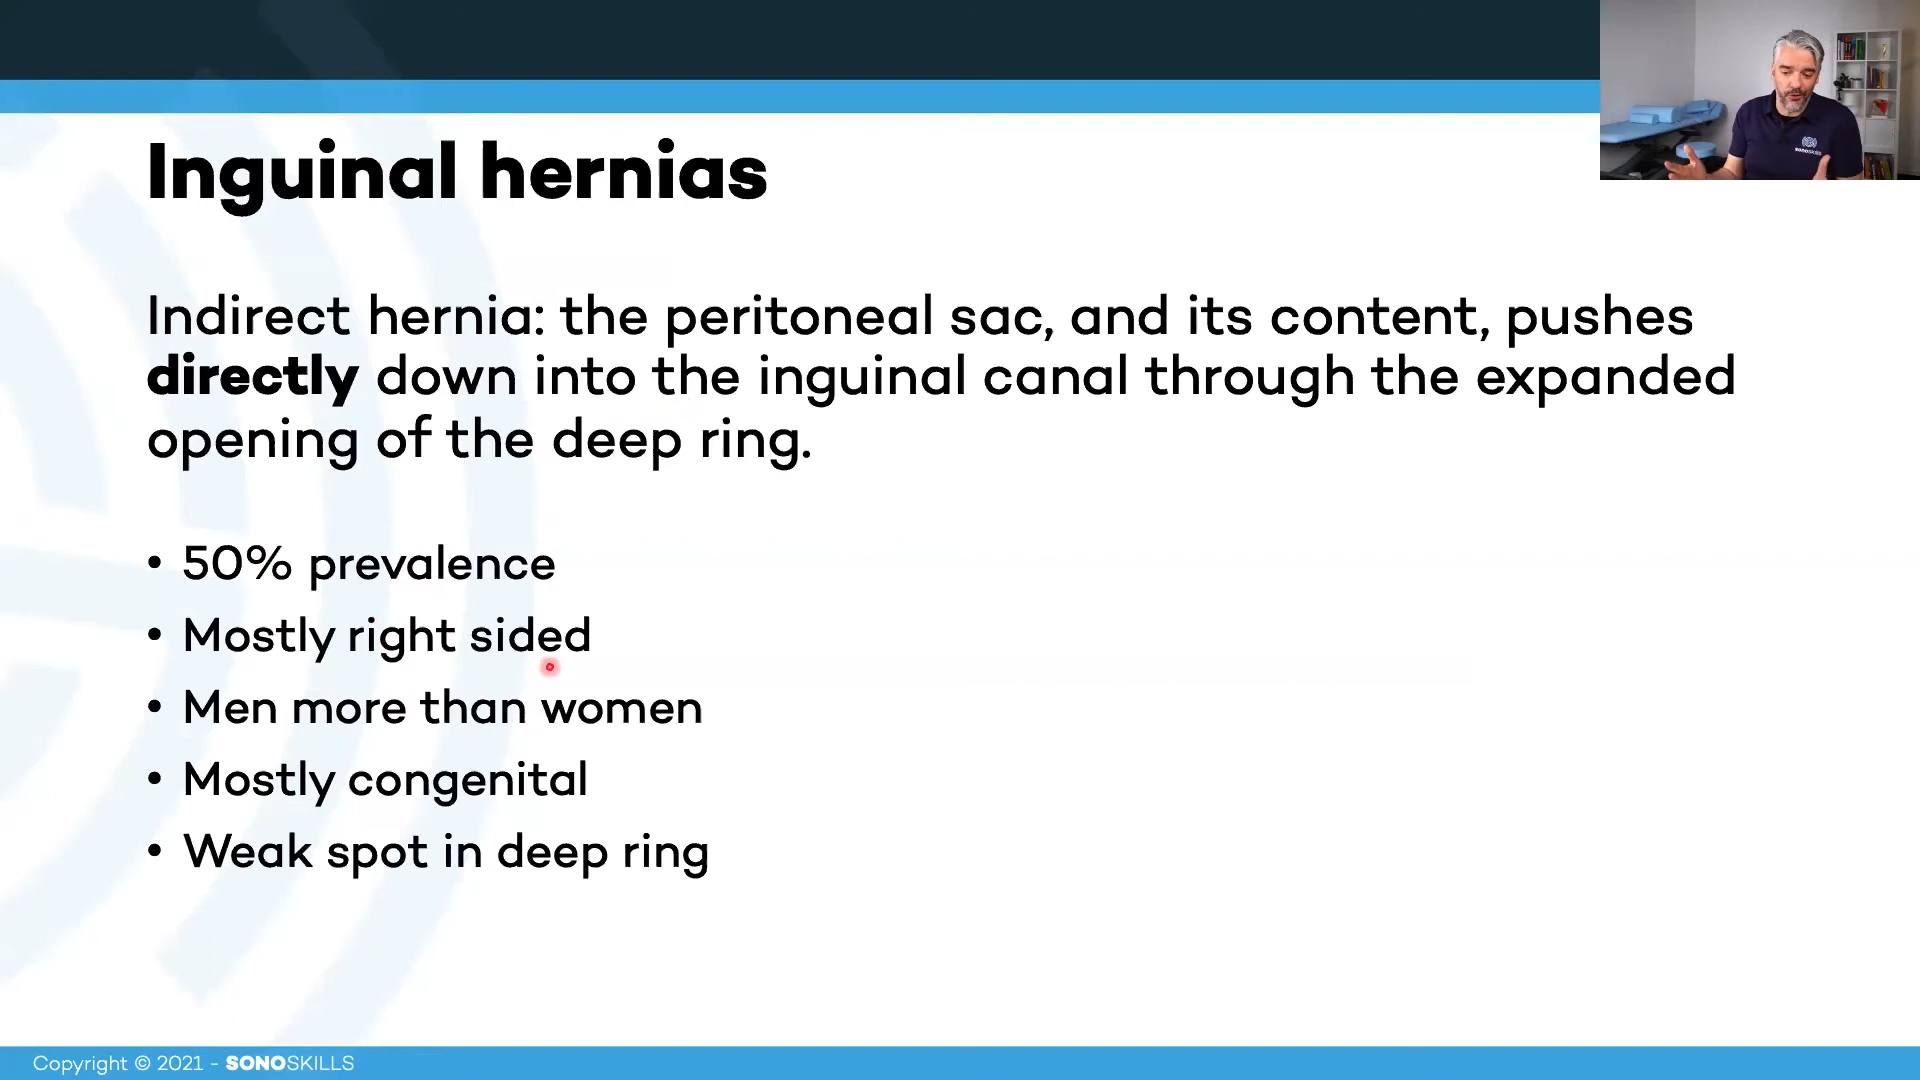 Inguinal hernias
Indirect hernia: the peritoneal sac, and its content, pushes
directly down into the inguinal canal through the expanded
opening of the deep ring.
• 50% prevalence
• Mostly right sided
• Men more than women
• Mostly congenital
• Weak spot in deep ring
Copyright © 2021 - SONOSKILLS
sonoskills